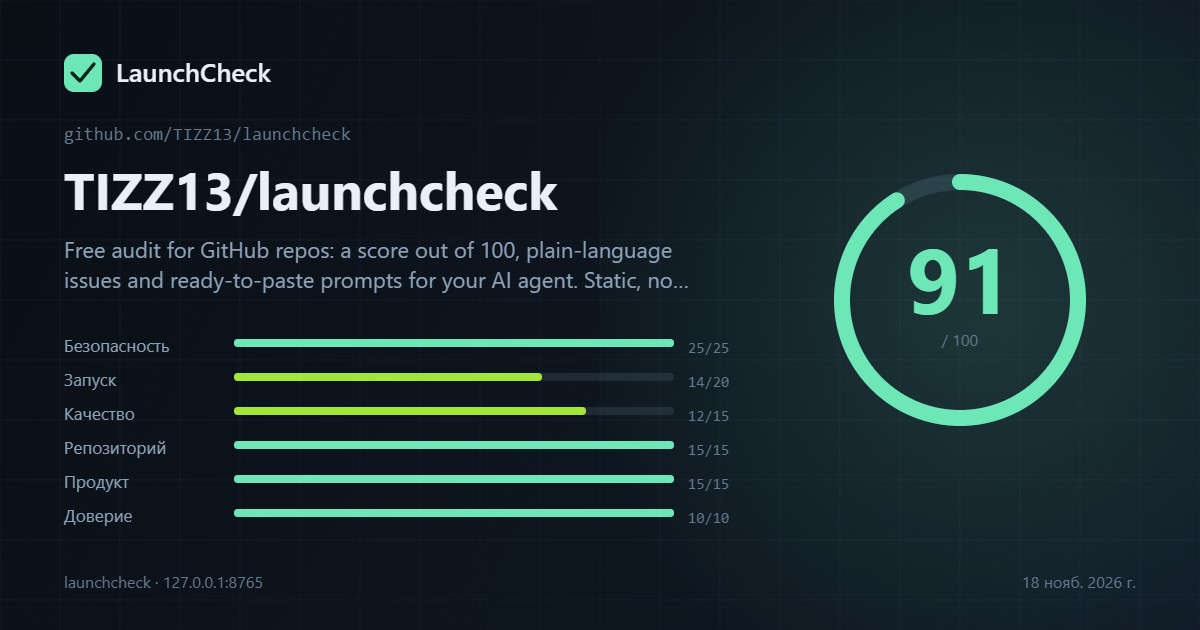 LaunchCheck
github.com/TIZZ13/launchcheck
TIZZ13/launchcheck
Free audit for GitHub repos: a score out of 100, plain-language
issues and ready-to-paste prompts for your AI agent. Static, no…
Безопасность 25/25
Запуск 14/20
Качество 12/15
Репозиторий 15/15
Продукт 15/15
Доверие 10/10
91
/ 100
launchcheck · 127.0.0.1:8765
18 нояб. 2026 г.